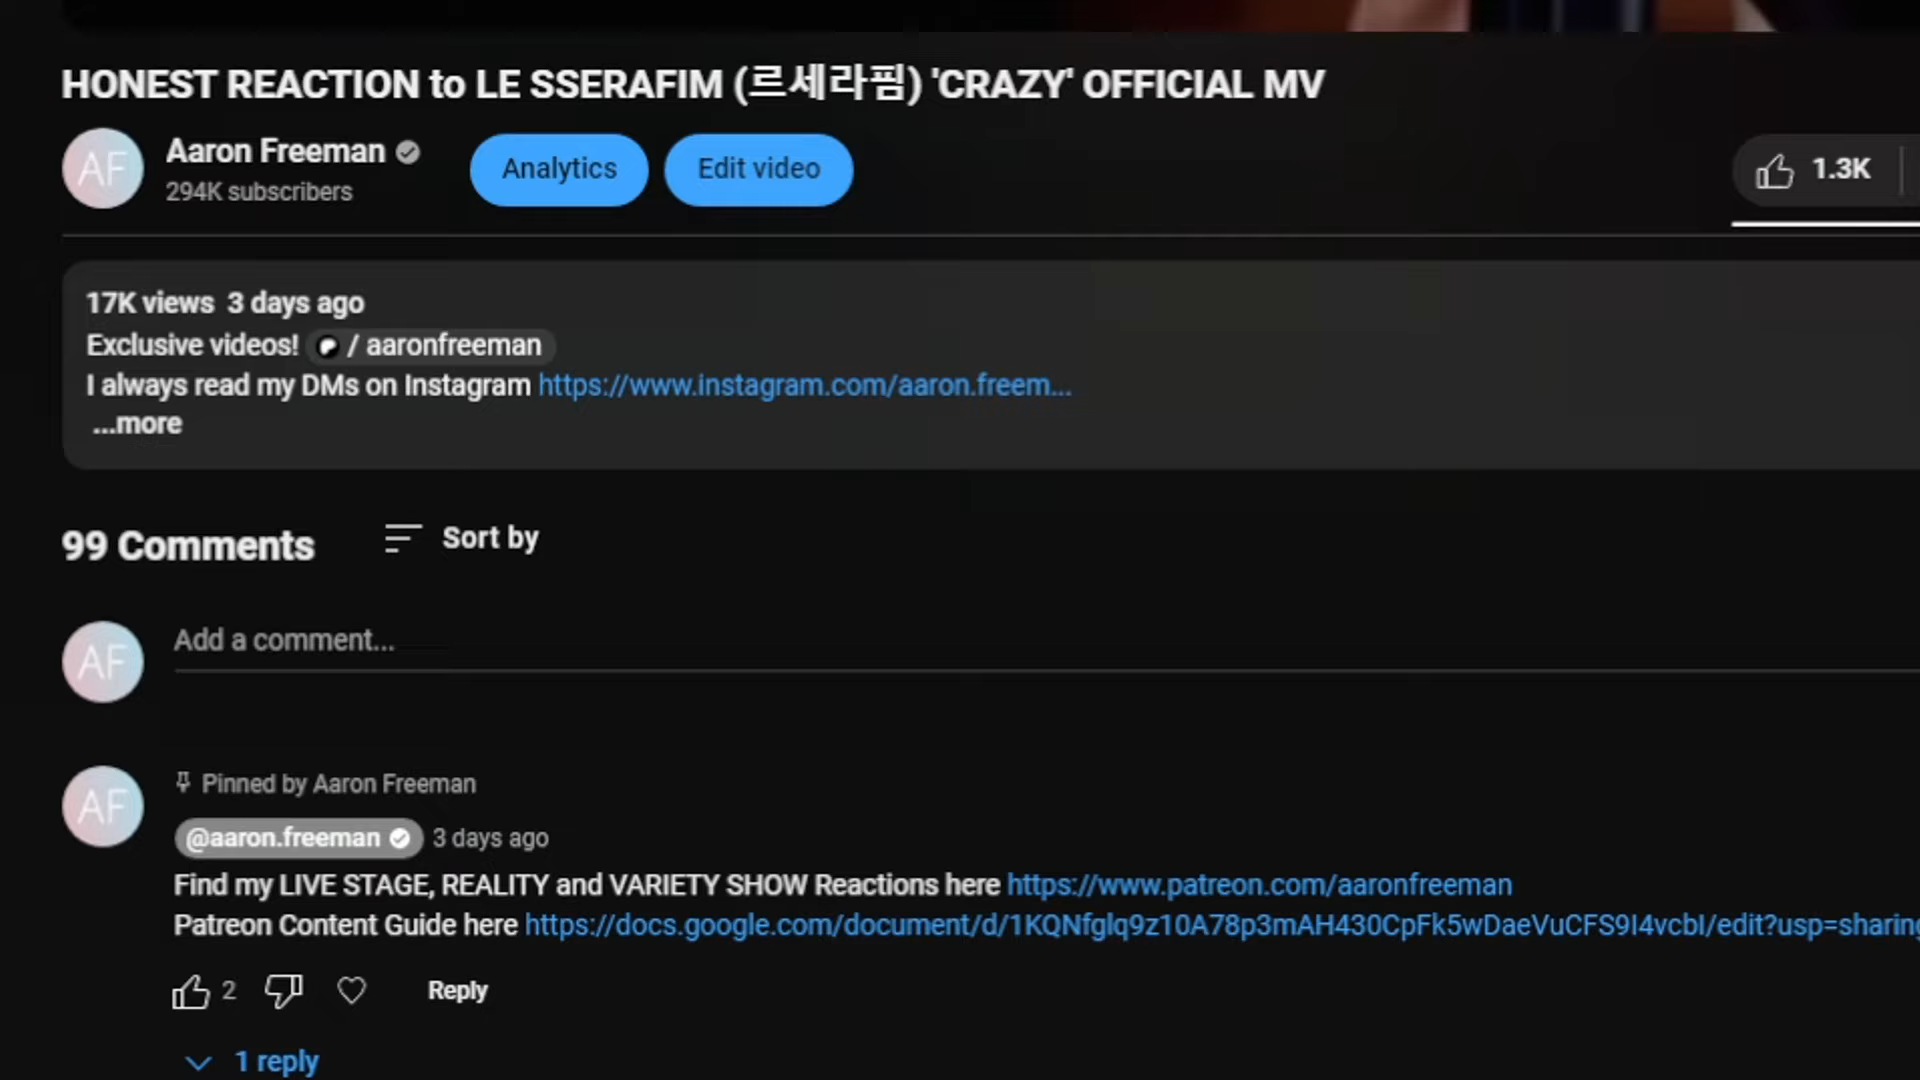 HONEST REACTION to LE SSERAFIM (르세라핌) 'CRAZY' OFFICIAL MV
AF
Aaron Freeman
294K subscribers
Analytics
Edit video
1.3K
17K views 3 days ago
Exclusive videos! / aaronfreeman
I always read my DMs on Instagram https://www.instagram.com/aaron.freem...
...more
99 Comments
Sort by
AF
Add a comment...
AF
Pinned by Aaron Freeman
@aaron.freeman 3 days ago
Find my LIVE STAGE, REALITY and VARIETY SHOW Reactions here https://www.patreon.com/aaronfreeman
Patreon Content Guide here https://docs.google.com/document/d/1KQNfglq9z10A78p3mAH430CpFk5wDaeVuCFS9I4vcbI/edit?usp=sharing
2
Reply
1 reply